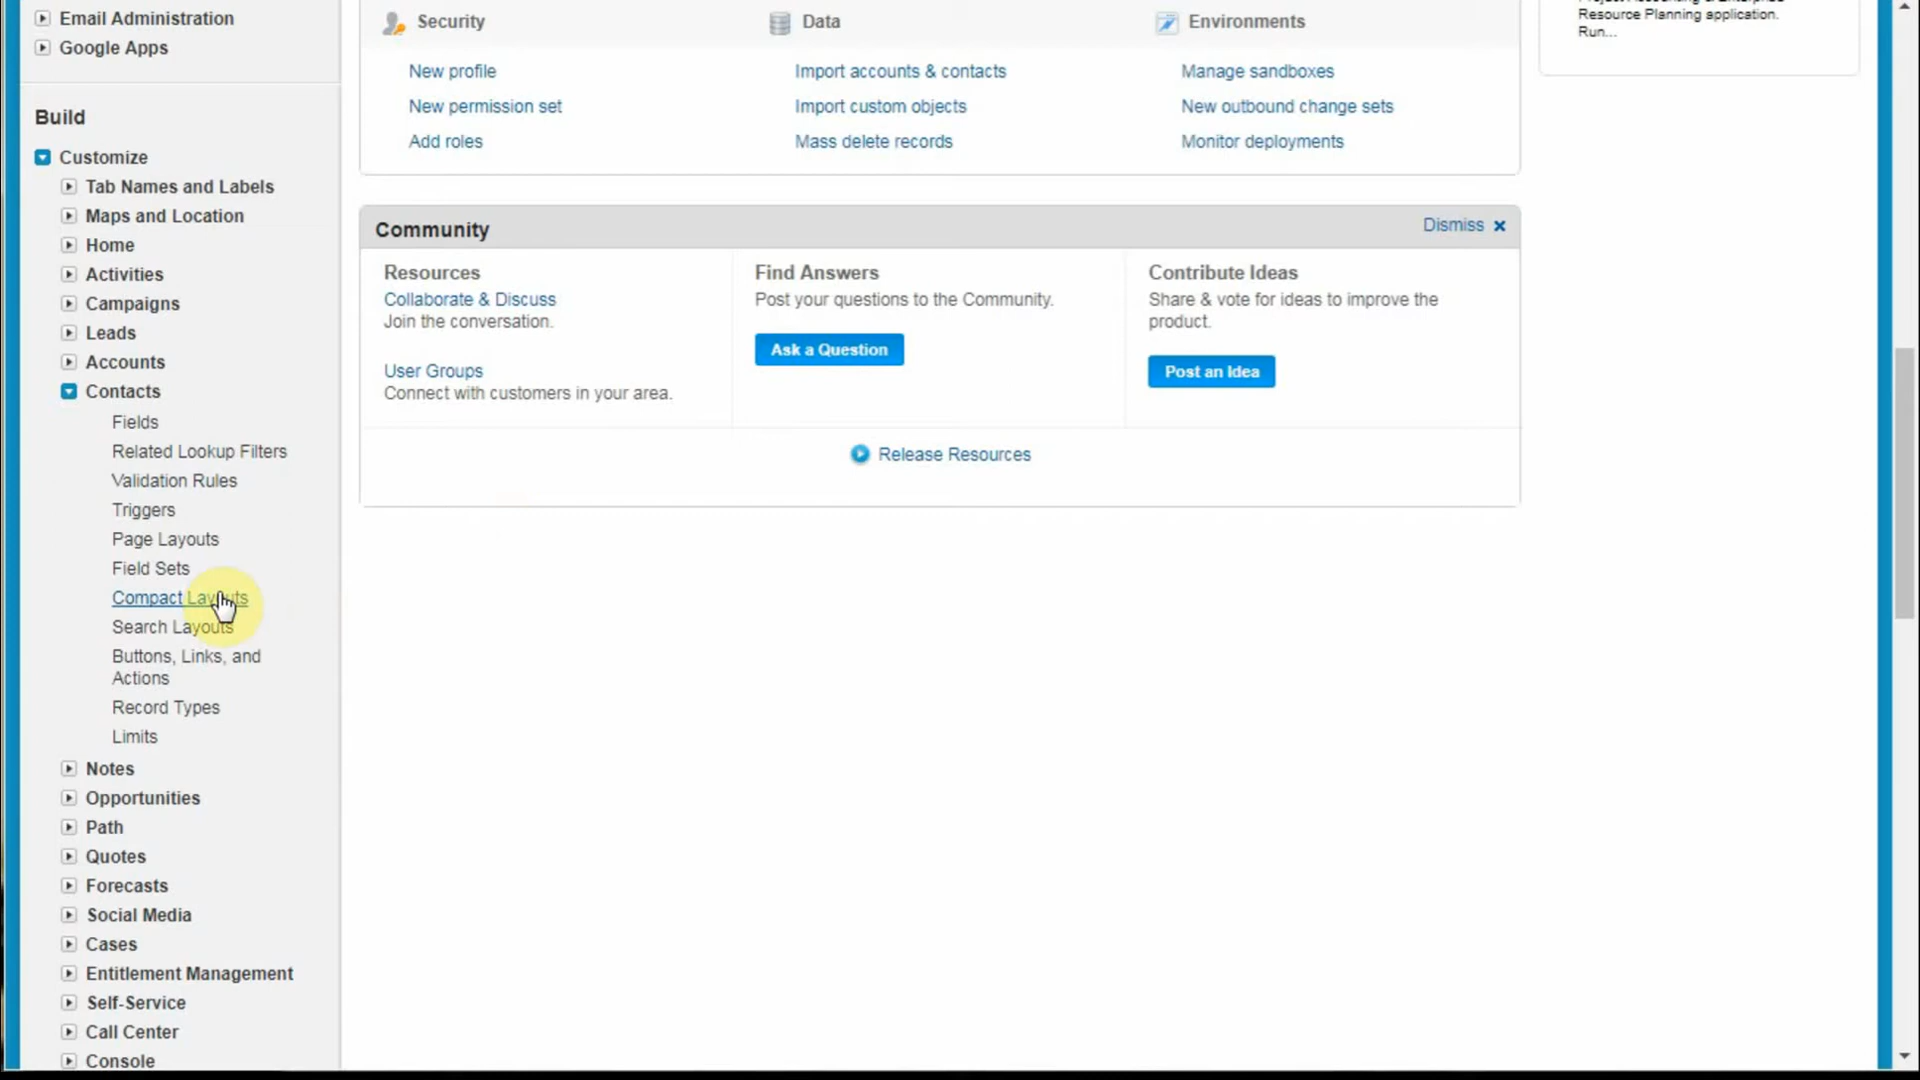 Email Administration
Google Apps
Build
Customize
Tab Names and Labels
Maps and Location
Home
Activities
Campaigns
Leads
Accounts
Contacts
Fields
Related Lookup Filters
Validation Rules
Triggers
Page Layouts
Field Sets
Compact Layouts
Search Layouts
Buttons, Links, and
Actions
Record Types
Limits
Notes
Opportunities
Path
Quotes
Forecasts
Social Media
Cases
Entitlement Management
Self-Service
Call Center
Console
Security
New profile
New permission set
Add roles
Data
Import accounts & contacts
Import custom objects
Mass delete records
Environments
Manage sandboxes
New outbound change sets
Monitor deployments
Community
Dismiss
Resources
Collaborate & Discuss
Join the conversation.
User Groups
Connect with customers in your area.
Find Answers
Post your questions to the Community.
Ask a Question
Contribute Ideas
Share & vote for ideas to improve the
product.
Post an Idea
Release Resources
Resource Planning application.
Run...